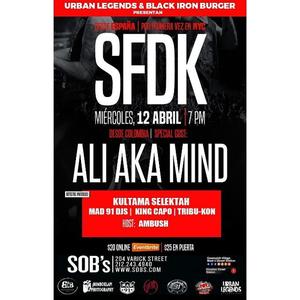 URBAN LEGENDS & BLACK IRON BURGER
PRESENTAN
ESPAÑA | POR PRIMERA VEZ EN NYC
SFDK
MIÉRCOLES, 12 ABRIL | 7 PM
DESDE COLOMBIA | SPECIAL GUEST:
ALI AKA MIND
KULTAMA SELEKTAH
MAD 91 DJS | KING CAPO | TRIBU-KON
HOST: AMBUSH
$20 ONLINE EventBrite | $25 EN PUERTA
SOB's
204 VARICK STREET
212.243.4940
WWW.SOBS.COM
URBAN
LEGENDS